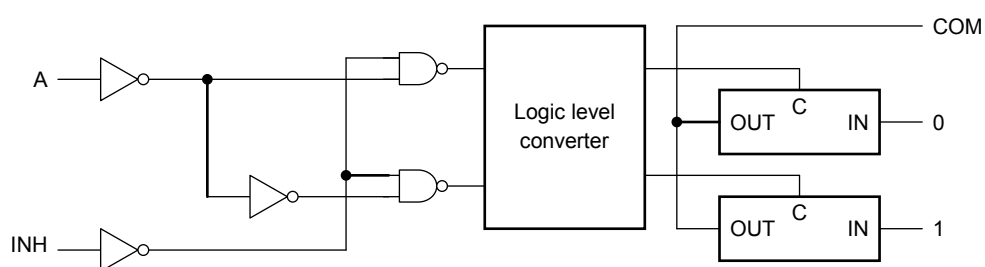 COM
A
Logic level
converter
C
OUT
IN
0
C
OUT
IN
1
INH